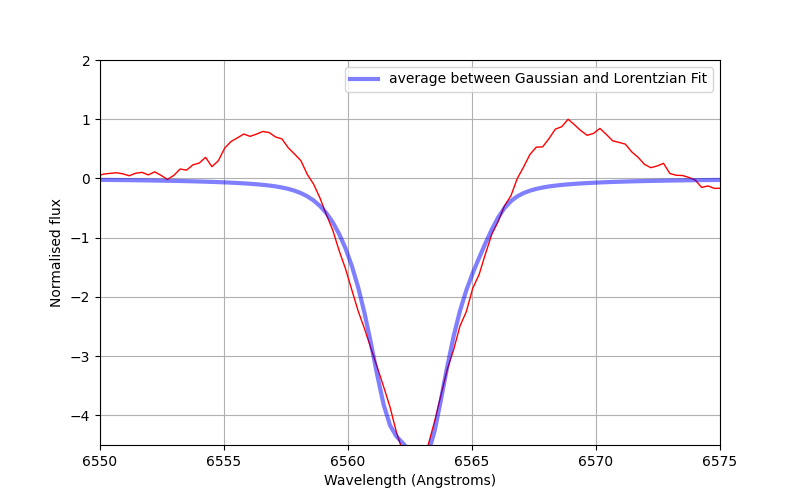 average between Gaussian and Lorentzian Fit
2
1
0
−1
−2
−3
−4
Normalised flux
6550 6555 6560 6565 6570 6575
Wavelength (Angstroms)